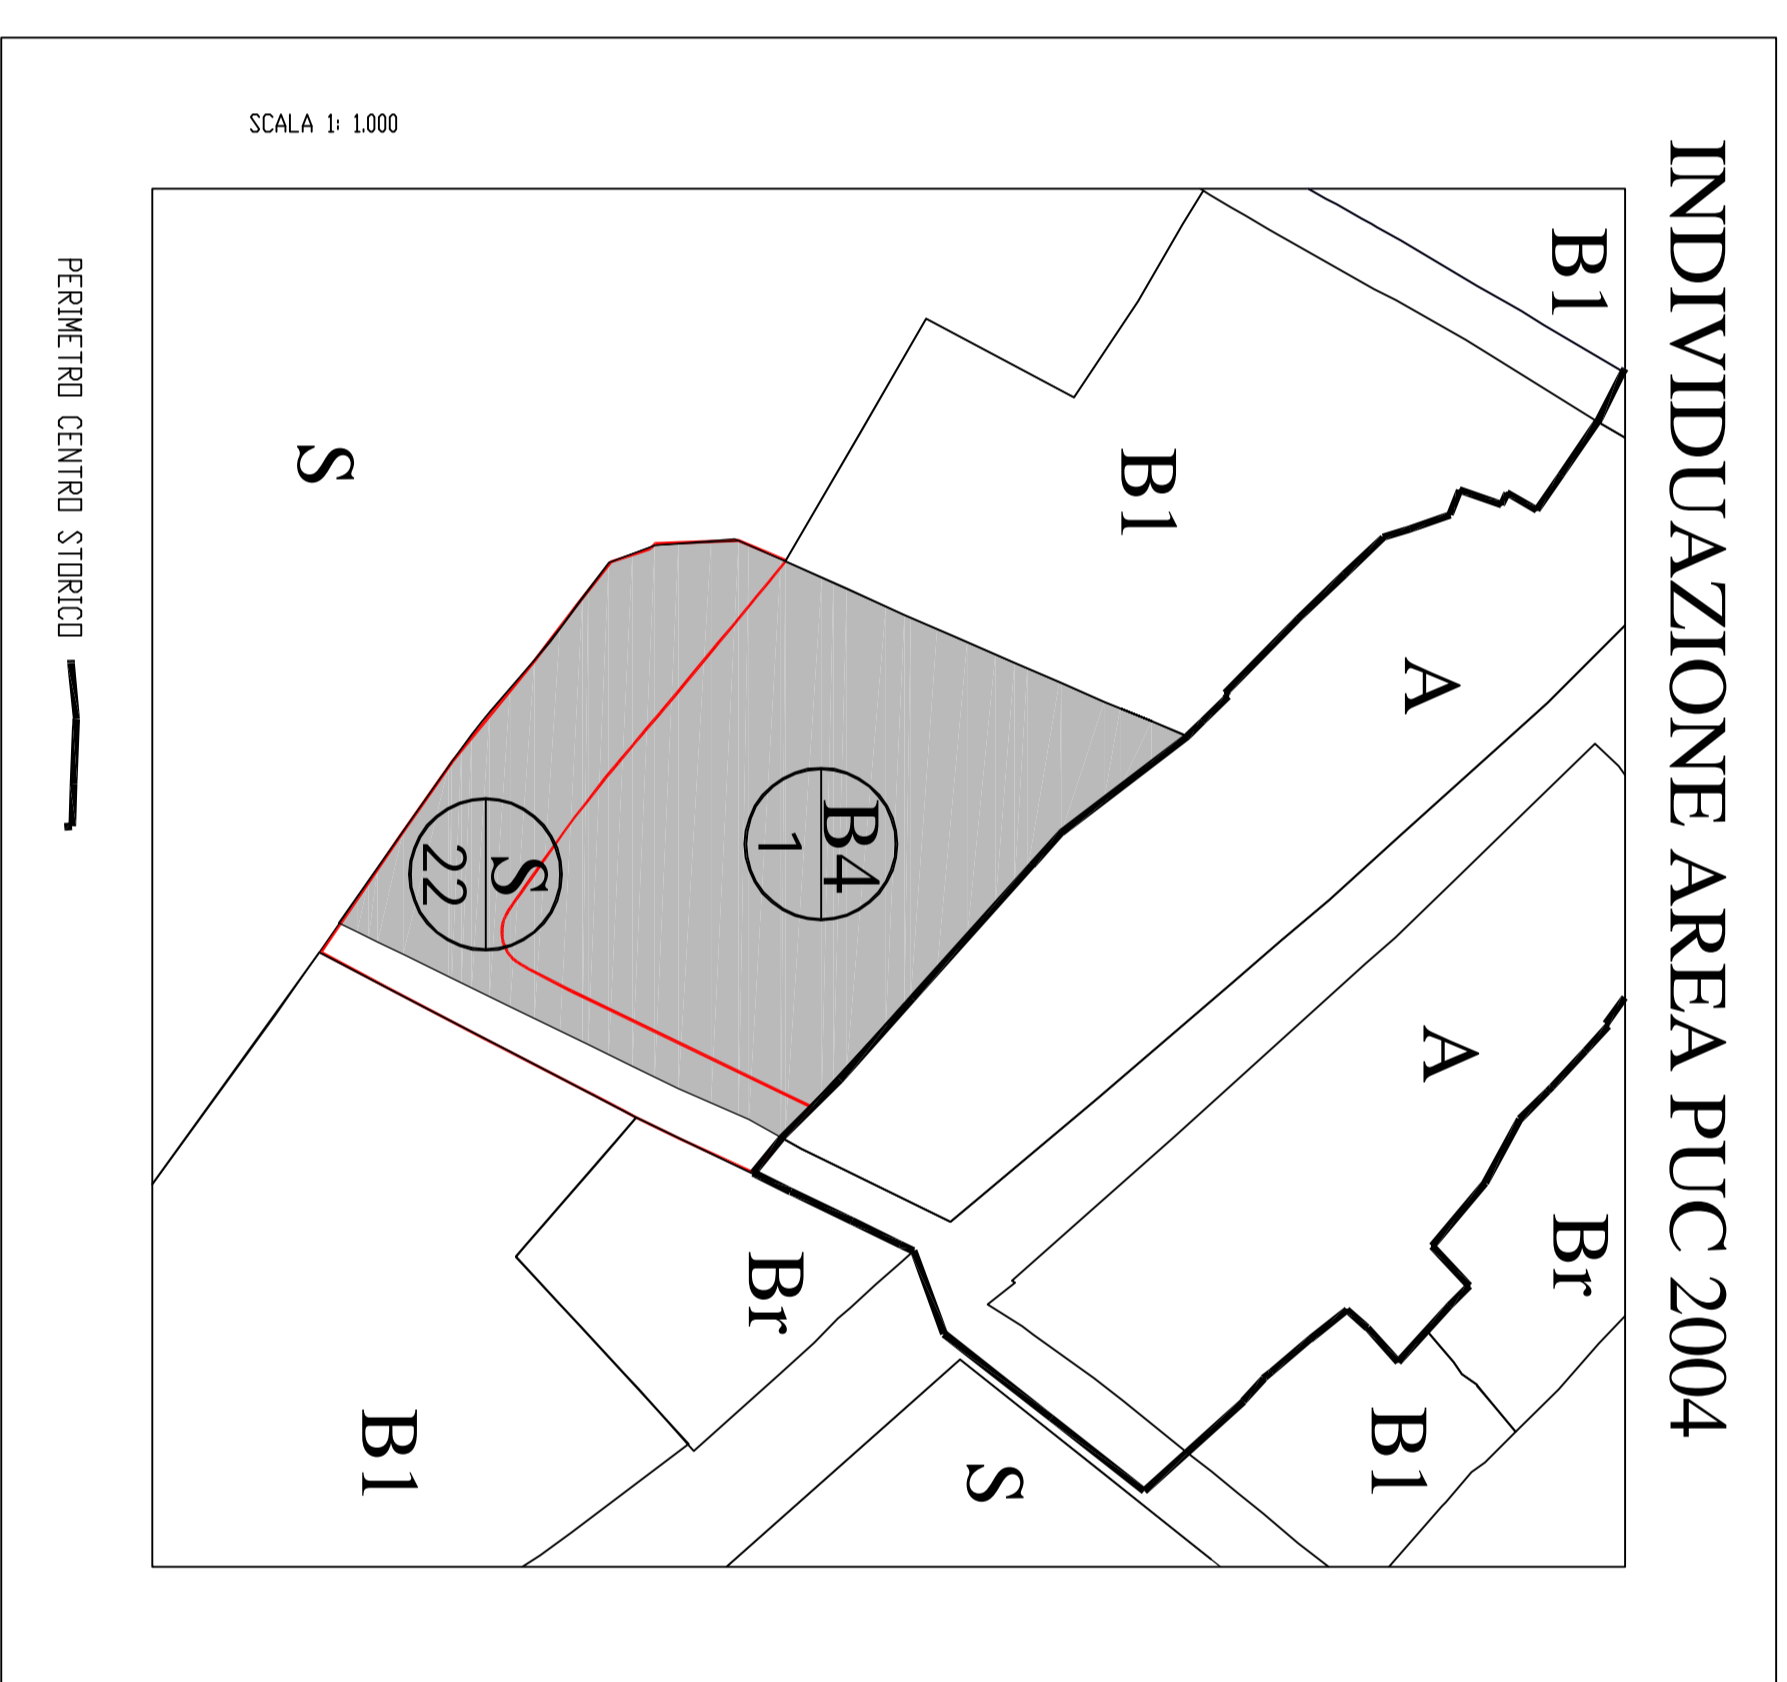 INDIVIDUAZIONE AREA PUC 2004
B1
A
A
Br
B1
B1
B4
1
S
22
Br
S
B1
S
SCALA 1: 1.000
PERIMETRO CENTRO STORICO